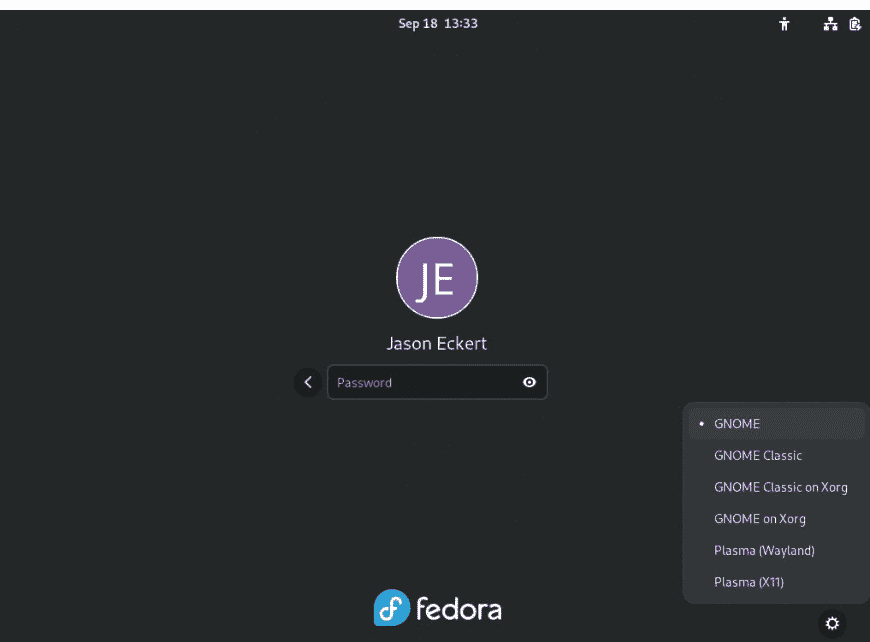 Sep 18 13:33
JE
Jason Eckert
Password
GNOME
GNOME Classic
GNOME Classic on Xorg
GNOME on Xorg
Plasma (Wayland)
Plasma (X11)
fedora